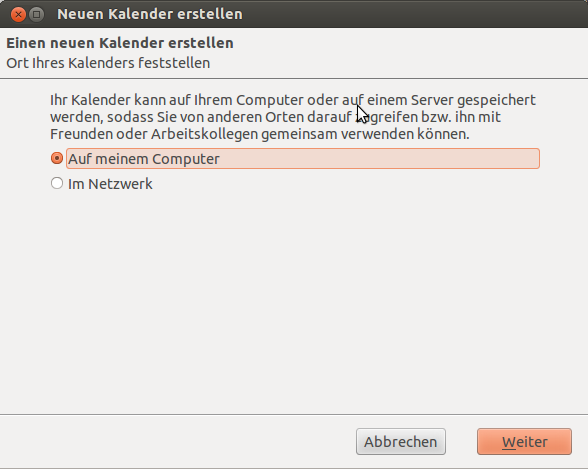 Neuen Kalender erstellen
Einen neuen Kalender erstellen
Ort Ihres Kalenders feststellen
Ihr Kalender kann auf Ihrem Computer oder auf einem Server gespeichert
werden, sodass Sie von anderen Orten darauf zugreifen bzw. ihn mit
Freunden oder Arbeitskollegen gemeinsam verwenden können.
Auf meinem Computer
Im Netzwerk
Abbrechen
Weiter